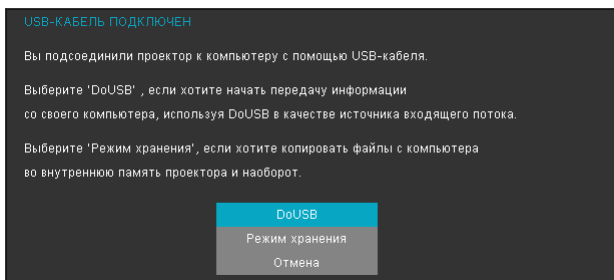 USB-КАБЕЛЬ ПОДКЛЮЧЕН
Вы подсоединили проектор к компьютеру с помощью USB-кабеля.
Выберите 'DoUSB' , если хотите начать передачу информации
со своего компьютера, используя DoUSB в качестве источника входящего потока.
Выберите 'Режим хранения', если хотите копировать файлы с компьютера
во внутреннюю память проектора и наоборот.
DoUSB
Режим хранения
Отмена